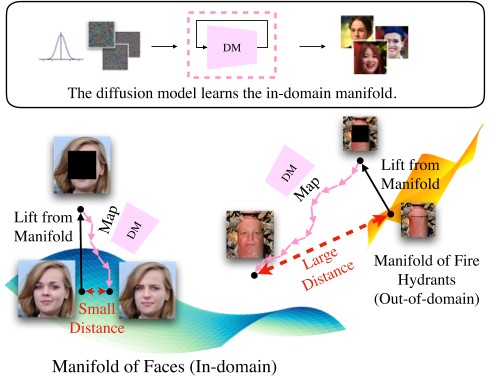 DM
The diffusion model learns the in-domain manifold.
Lift from
Manifold
Map
DM
Small
Distance
Manifold of Faces (In-domain)
DM
Map
Lift from
Manifold
Large
Distance
Manifold of Fire
Hydrants
(Out-of-domain)